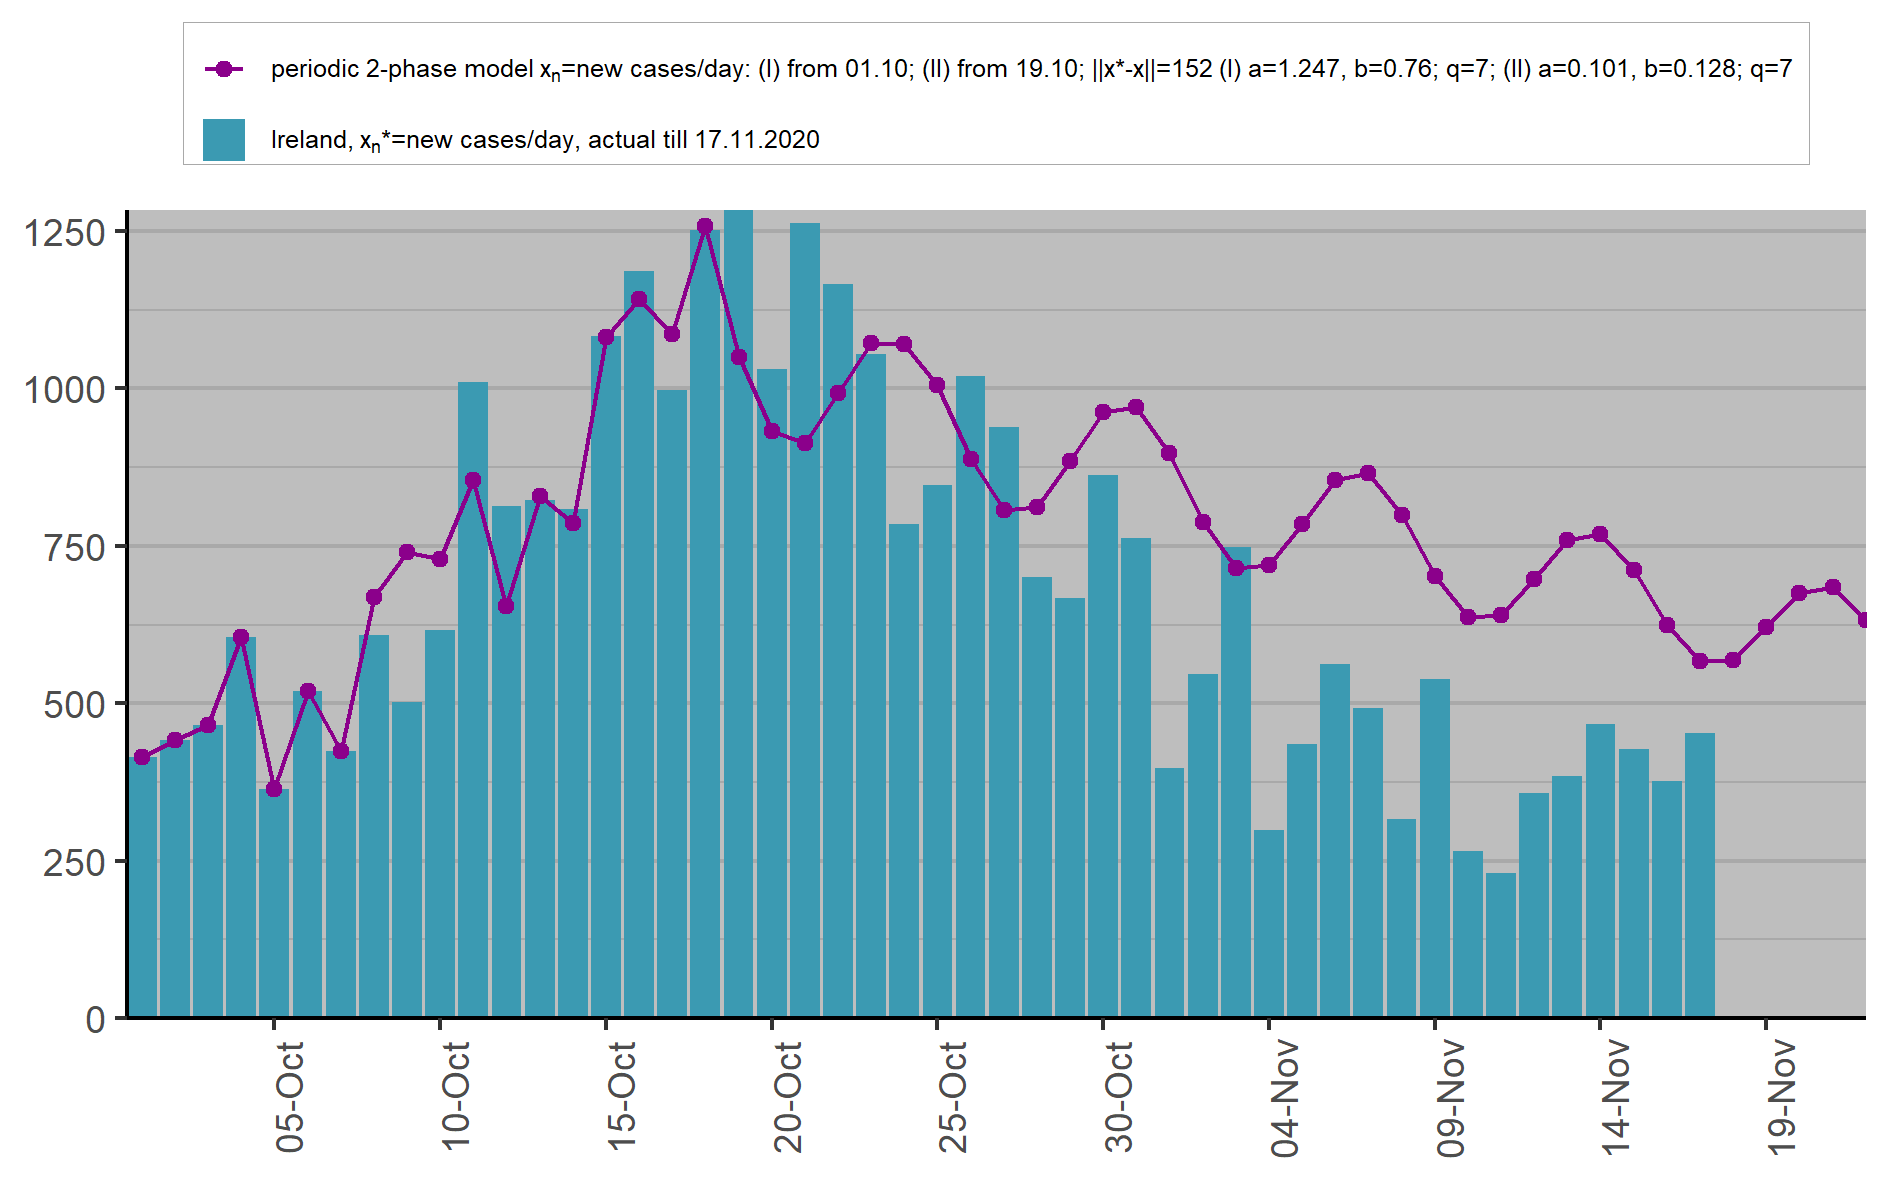 periodic 2-phase model xn=new cases/day: (I) from 01.10; (II) from 19.10; ||x*-x||=152 (I) a=1.247, b=0.76; q=7; (II) a=0.101, b=0.128; q=7
Ireland, xn*=new cases/day, actual till 17.11.2020
1250
1000
750
500
250
0
05-Oct
10-Oct
15-Oct
20-Oct
25-Oct
30-Oct
04-Nov
09-Nov
14-Nov
19-Nov